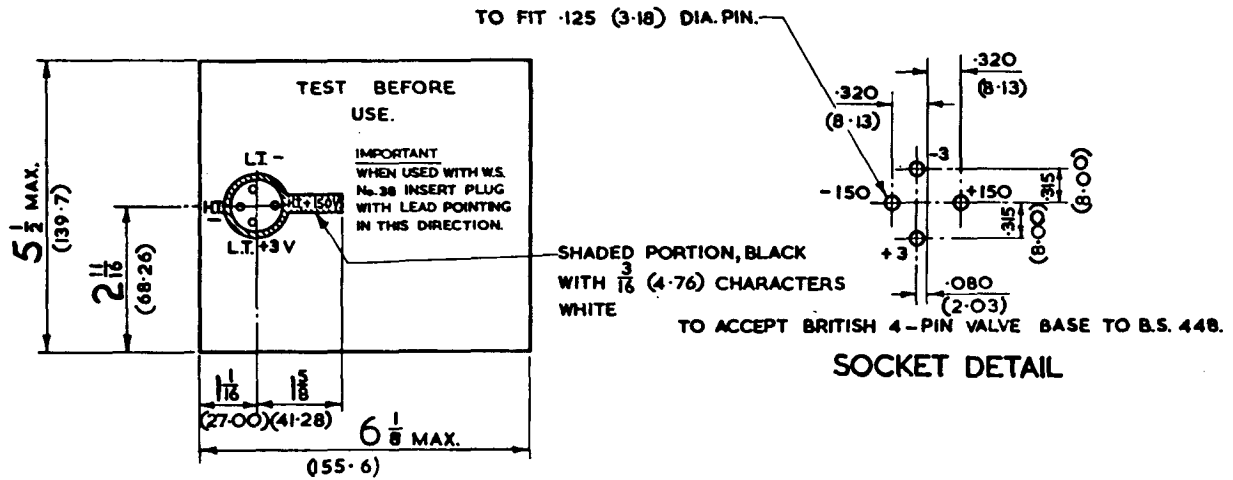 TO FIT ·125 (3·18) DIA. PIN.
TEST BEFORE
USE.
IMPORTANT
WHEN USED WITH W.S.
No. 38 INSERT PLUG
WITH LEAD POINTING
IN THIS DIRECTION.
LT –
HT
–
HT + 150V
L.T. +3 V
5 1/2 MAX.
(139·7)
2 11/16
(68·26)
1 1/16
(27·00)
1 5/8
(41·28)
6 1/8 MAX.
(155·6)
SHADED PORTION, BLACK
WITH 3/16 (4·76) CHARACTERS
WHITE
·320
(8·13)
·320
(8·13)
-3
-150
+150
+3
·315
(8·00)
·315
(8·00)
·080
(2·03)
TO ACCEPT BRITISH 4-PIN VALVE BASE TO B.S. 448.
SOCKET DETAIL